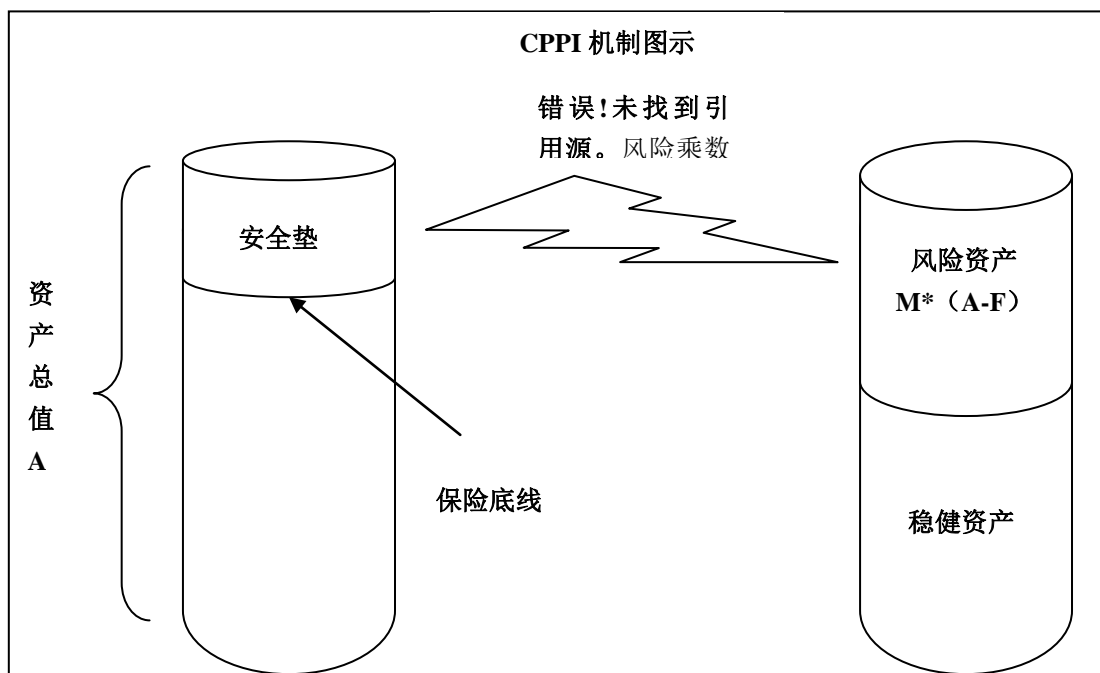 CPPI 机制图示
错误!未找到引
用源。风险乘数
安全垫
风险资产
M*（A-F）
资
产
总
值
A
保险底线
稳健资产